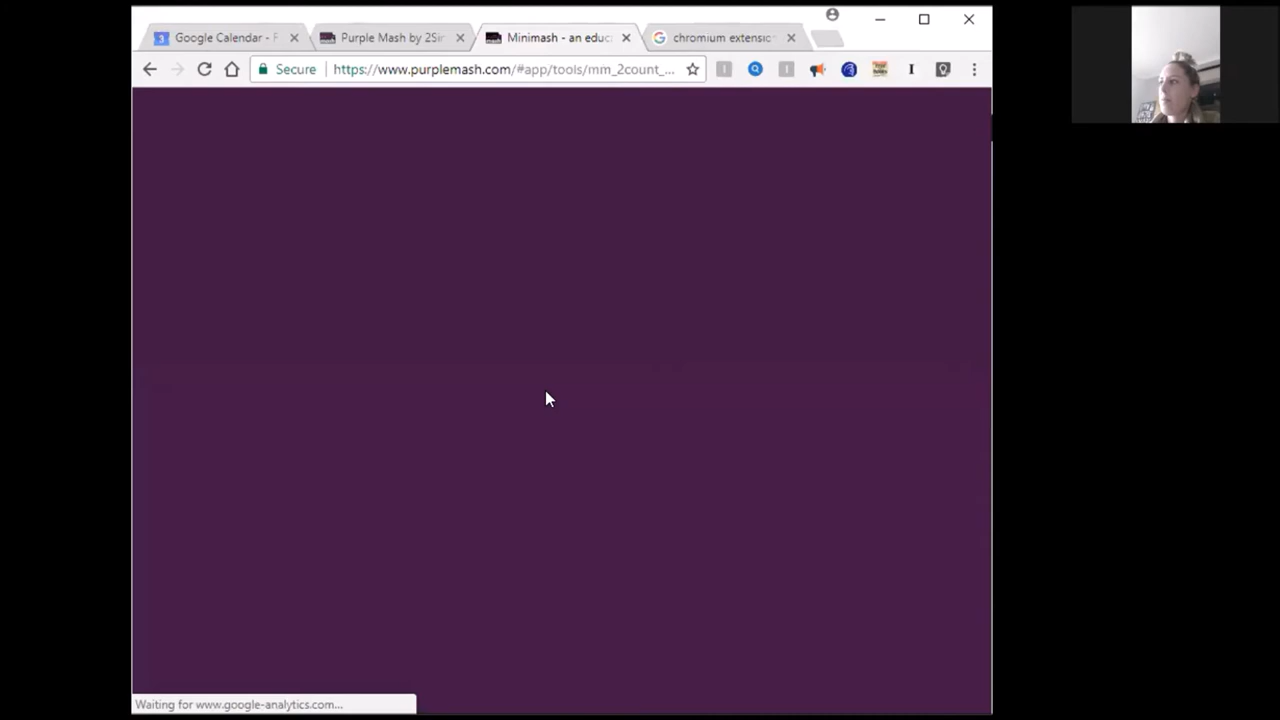 Google Calendar - F
Purple Mash by 2Sim
Minimash - an educ
chromium extensio
Secure
https://www.purplemash.com/#app/tools/mm_2count_...
Waiting for www.google-analytics.com...